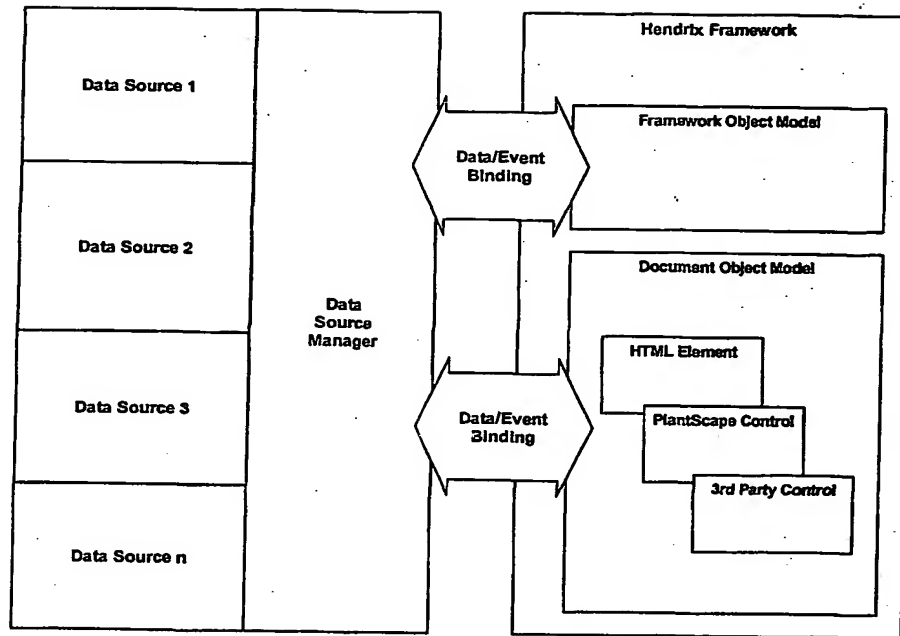 Data Source 1
Data Source 2
Data Source 3
Data Source n
Data
Source
Manager
Data/Event
Binding
Data/Event
Binding
Hendrix Framework
Framework Object Model
Document Object Model
HTML Element
PlantScape Control
3rd Party Control